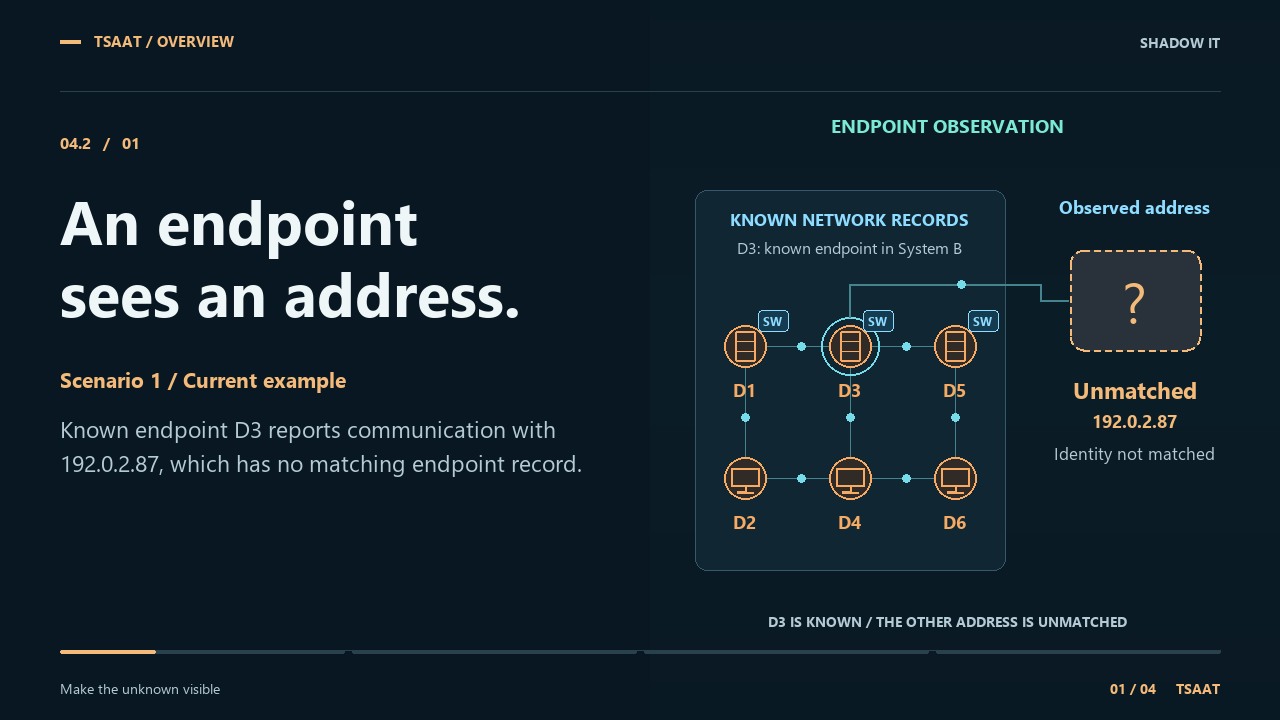 TSAAT / OVERVIEW
SHADOW IT
04.2 / 01
An endpoint
sees an address.
Scenario 1 / Current example
Known endpoint D3 reports communication with
192.0.2.87, which has no matching endpoint record.
ENDPOINT OBSERVATION
KNOWN NETWORK RECORDS
D3: known endpoint in System B
SW
SW
SW
D1
D3
D5
D2
D4
D6
Observed address
?
Unmatched
192.0.2.87
Identity not matched
D3 IS KNOWN / THE OTHER ADDRESS IS UNMATCHED
Make the unknown visible
01 / 04
TSAAT